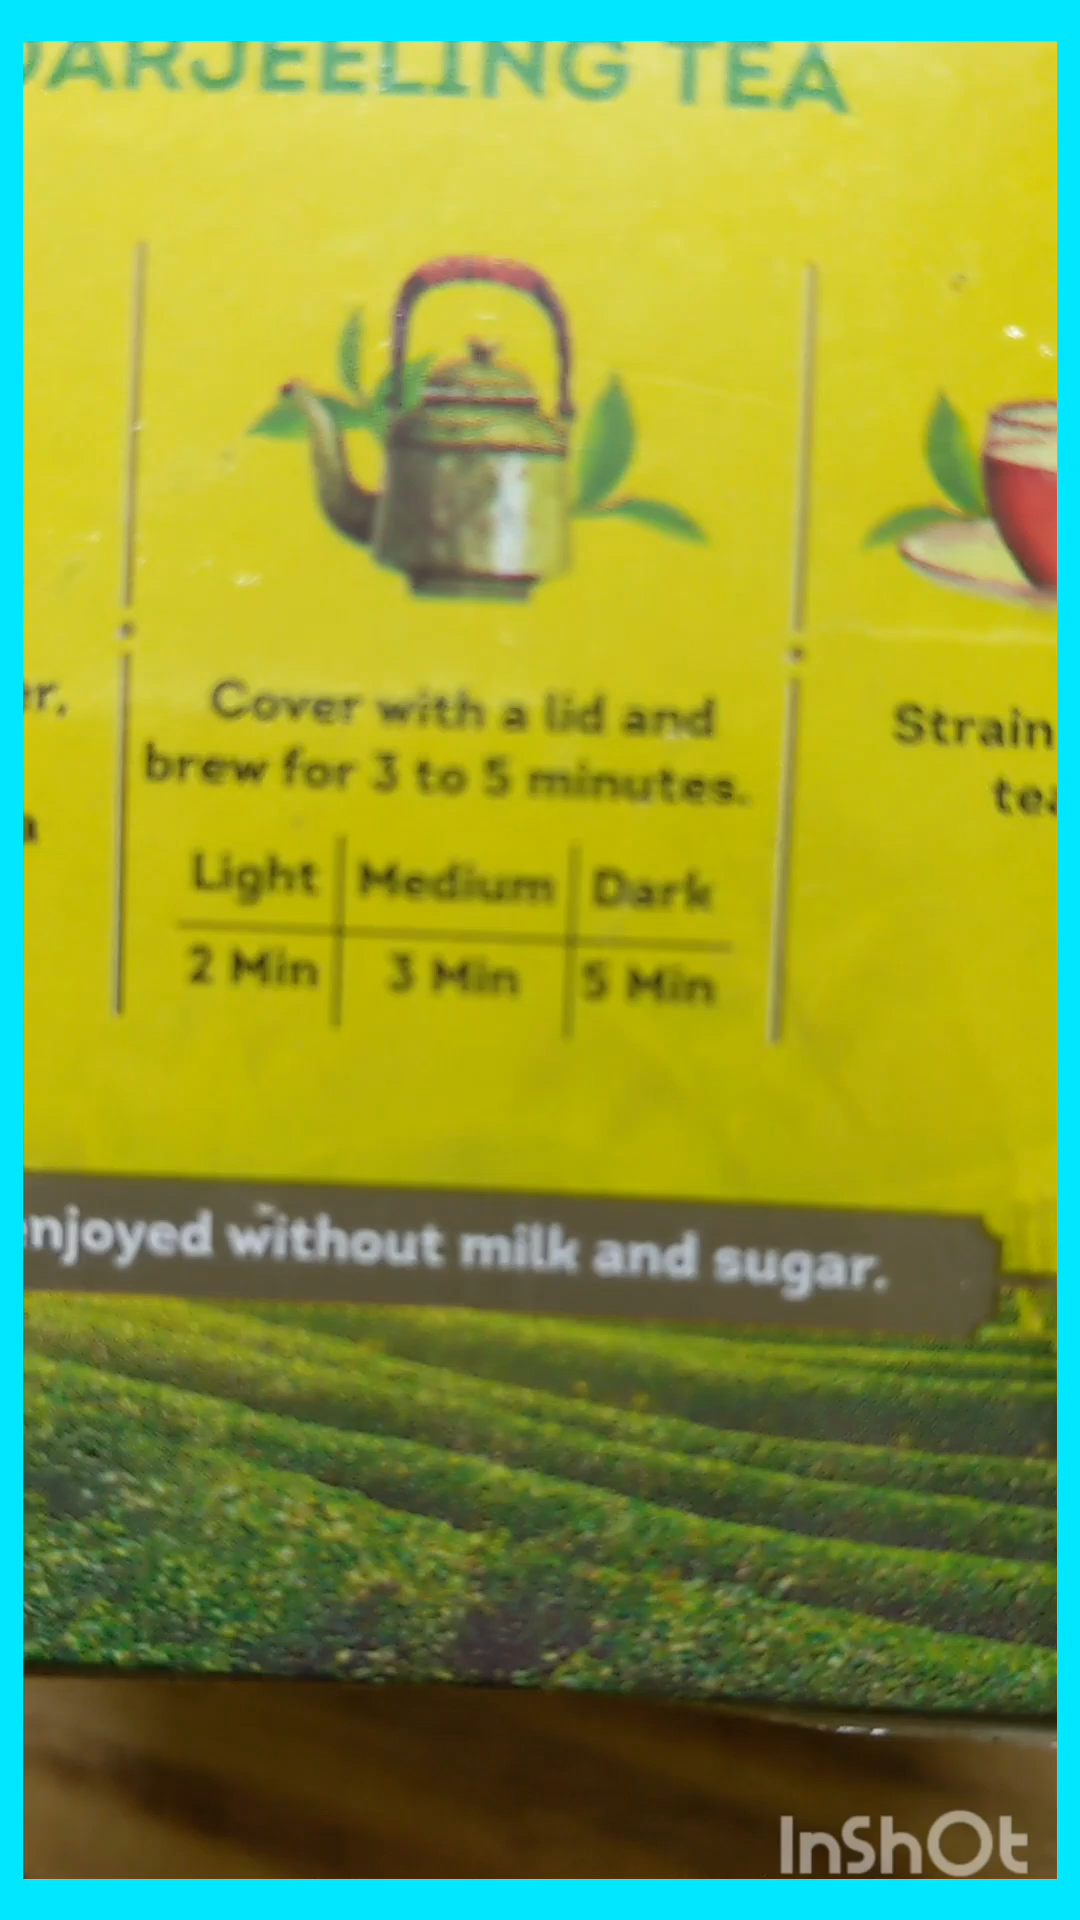 DARJEELING TEA
er.
Cover with a lid and
brew for 3 to 5 minutes.
Light Medium Dark
2 Min 3 Min 5 Min
Strain
njoyed without milk and sugar.
InShOt